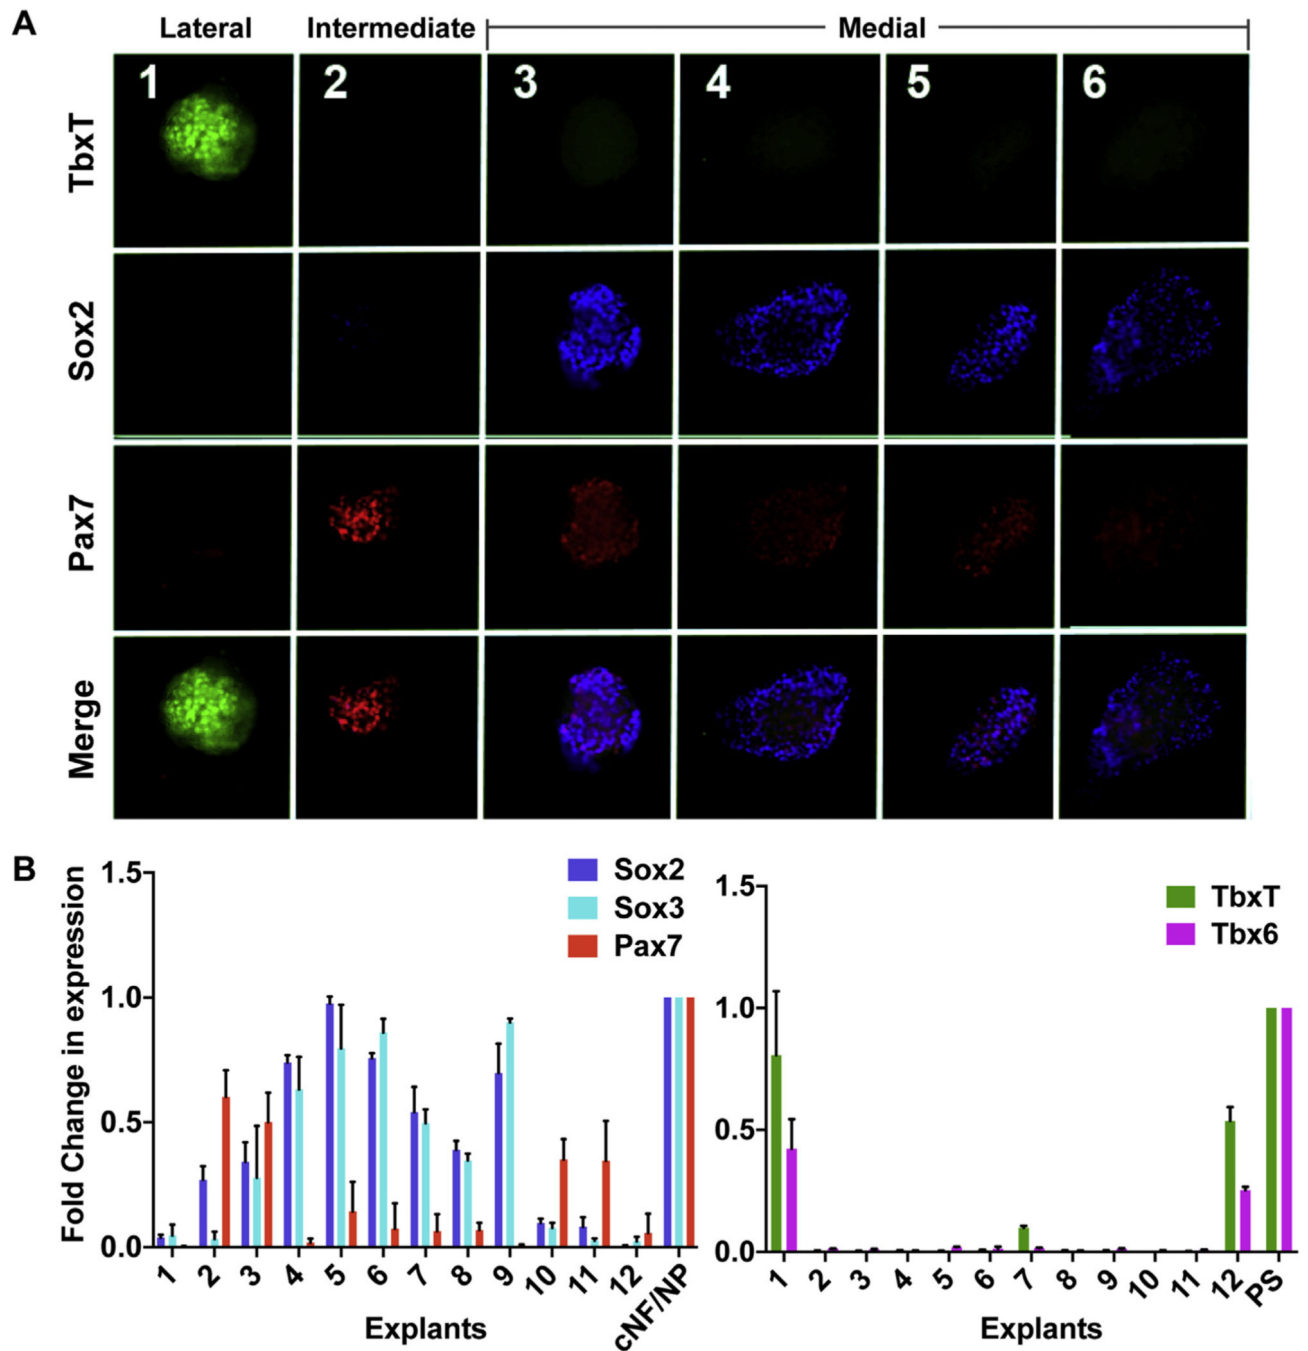 A
Lateral Intermediate Medial
1 2 3 4 5 6
TbxT
Sox2
Pax7
Merge
B
Fold Change in expression
1.5
1.0
0.5
0.0
Sox2
Sox3
Pax7
1 2 3 4 5 6 7 8 9 10 11 12 cNF/NP
Explants
1.5
1.0
0.5
0.0
TbxT
Tbx6
1 2 3 4 5 6 7 8 9 10 11 12 PS
Explants